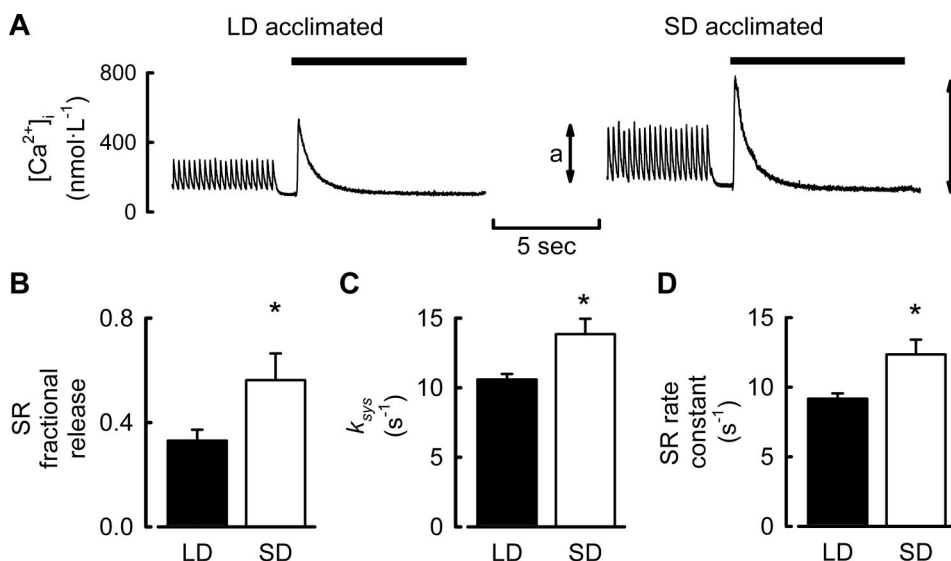 A
LD acclimated
SD acclimated
[Ca²⁺]ᵢ
(nmol·L⁻¹)
800
400
0
a
5 sec
B
SR
fractional
release
0.8
0.4
0.0
*
LD
SD
C
k_sys
(s⁻¹)
15
10
5
0
*
LD
SD
D
SR rate
constant
(s⁻¹)
15
10
5
0
*
LD
SD